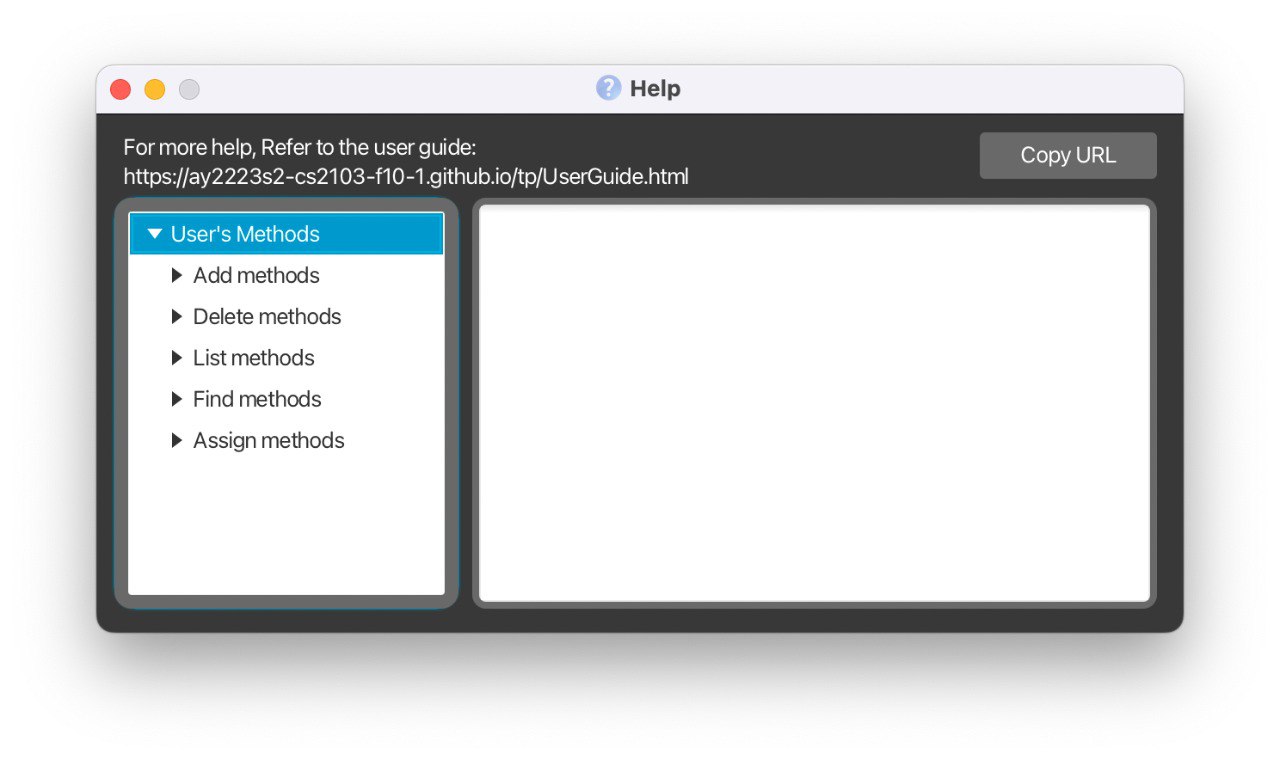 Help
For more help, Refer to the user guide:
https://ay2223s2-cs2103-f10-1.github.io/tp/UserGuide.html
Copy URL
User's Methods
Add methods
Delete methods
List methods
Find methods
Assign methods